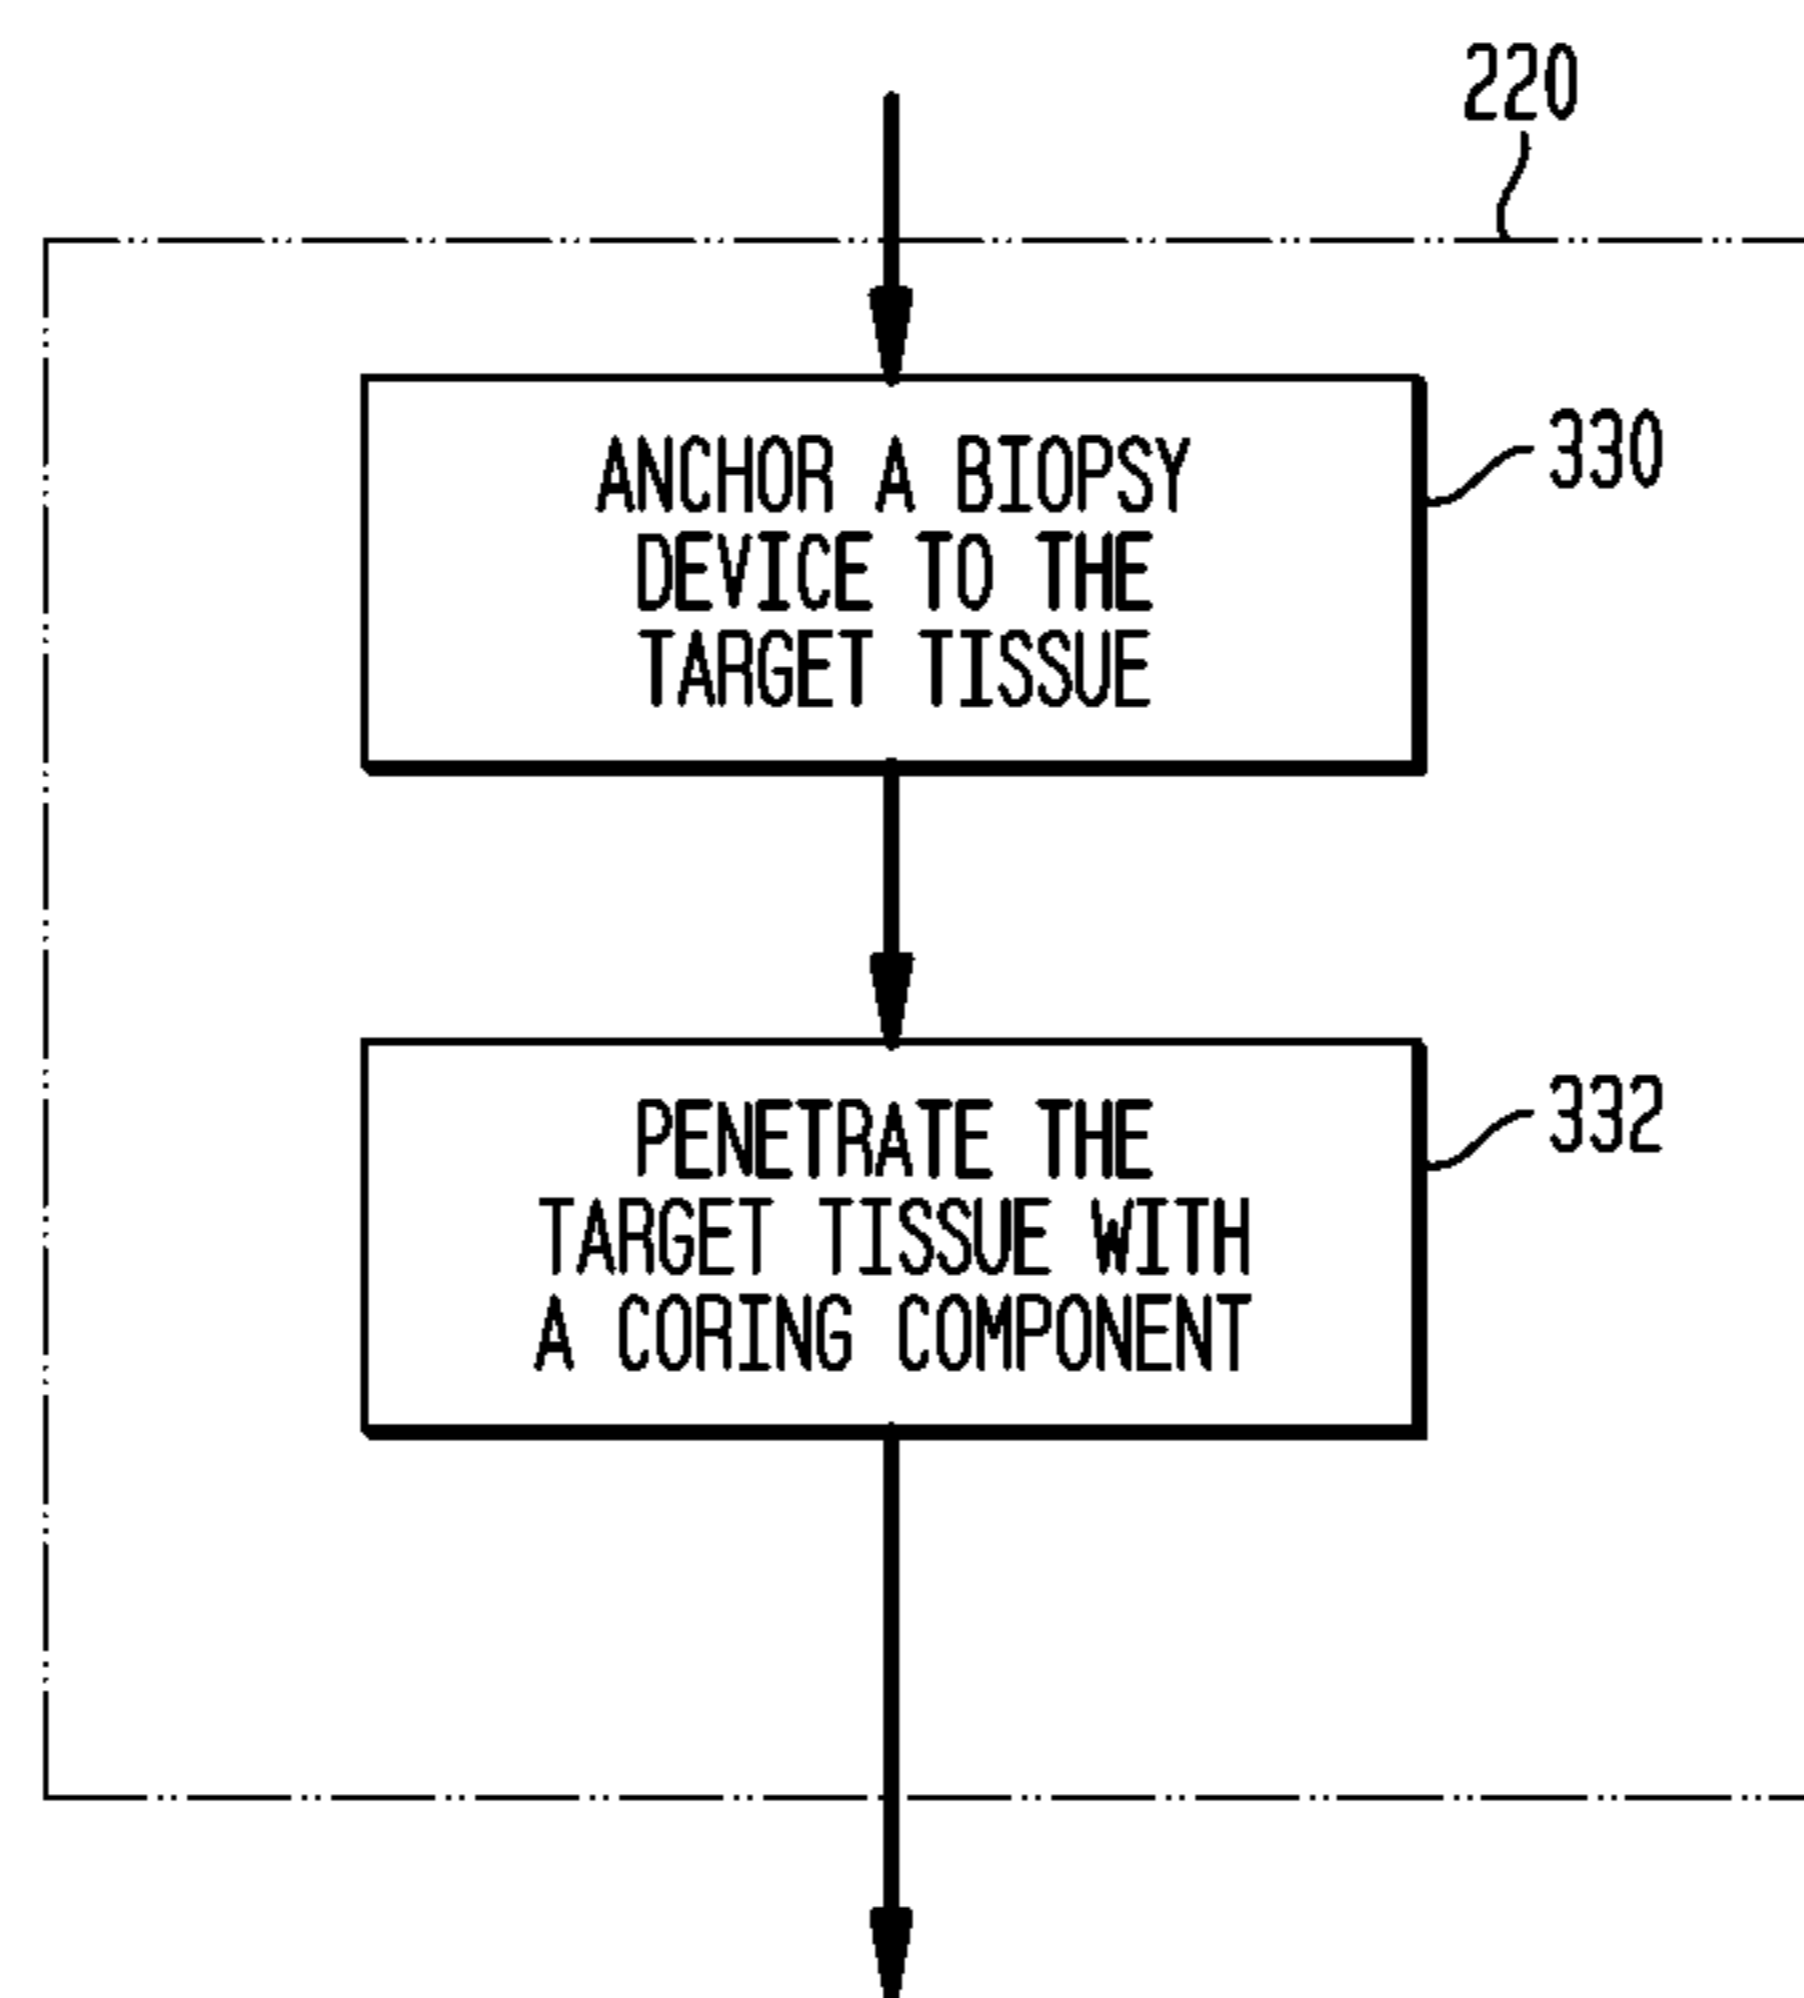 220
ANCHOR A BIOPSY
DEVICE TO THE
TARGET TISSUE
330
PENETRATE THE
TARGET TISSUE WITH
A CORING COMPONENT
332